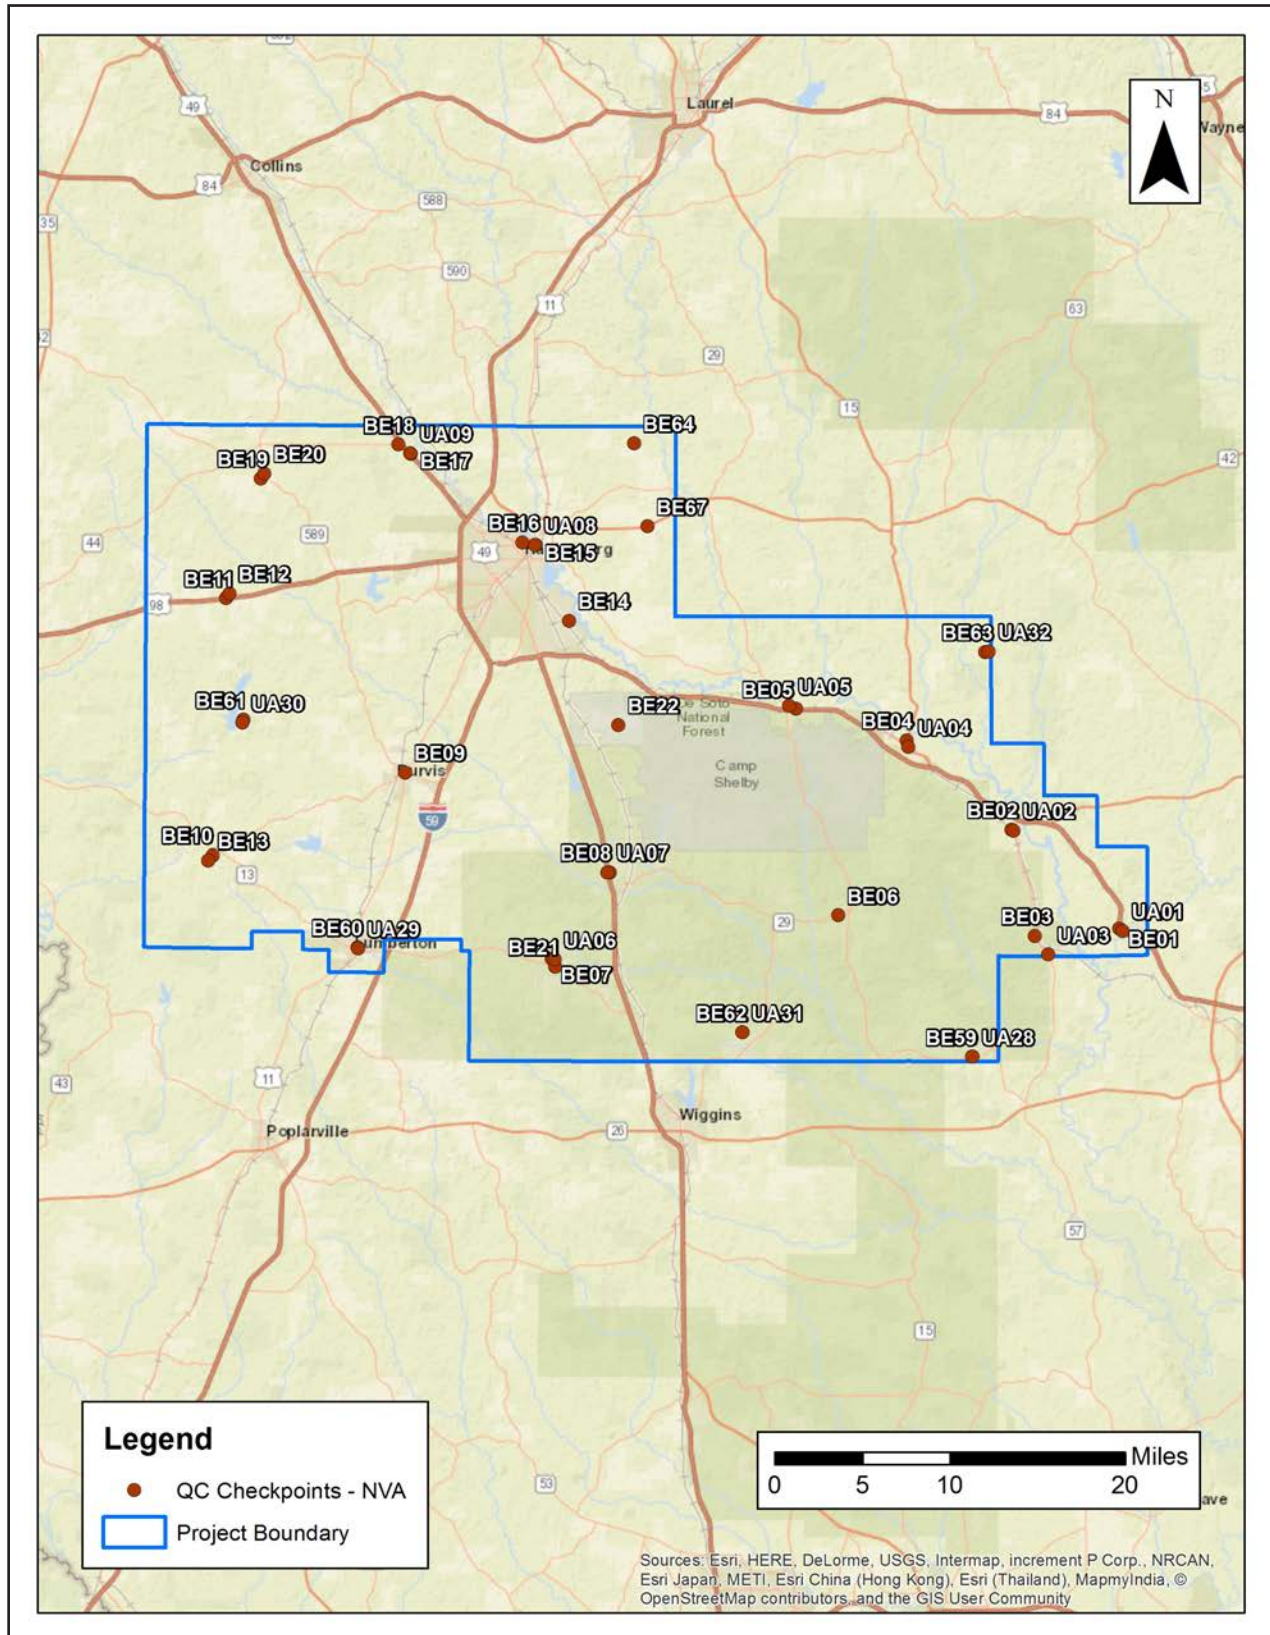 Laurel
N
49
84
Wayne
Collins
84
588
35
590
11
63
29
15
BE18
UA09
BE64
BE17
42
BE19
BE20
BE67
BE16
UA08
589
44
49
BE15
BE11
BE12
98
BE14
BE63
UA32
BE61
UA30
BE05
UA05
BE22
National
Forest
BE04
UA04
BE09
Camp
Shelby
59
BE02
UA02
BE10
BE13
BE08
UA07
13
BE06
29
UA01
BE03
BE60
UA29
BE01
BE21
UA06
UA03
BE07
BE62
UA31
BE59
UA28
11
43
Wiggins
Poplarville
26
57
15
Legend
QC Checkpoints - NVA
Project Boundary
Miles
0 5 10 20
53
Sources: Esri, HERE, DeLorme, USGS, Intermap, increment P Corp., NRCAN,
Esri Japan, METI, Esri China (Hong Kong), Esri (Thailand), MapmyIndia, ©
OpenStreetMap contributors, and the GIS User Community